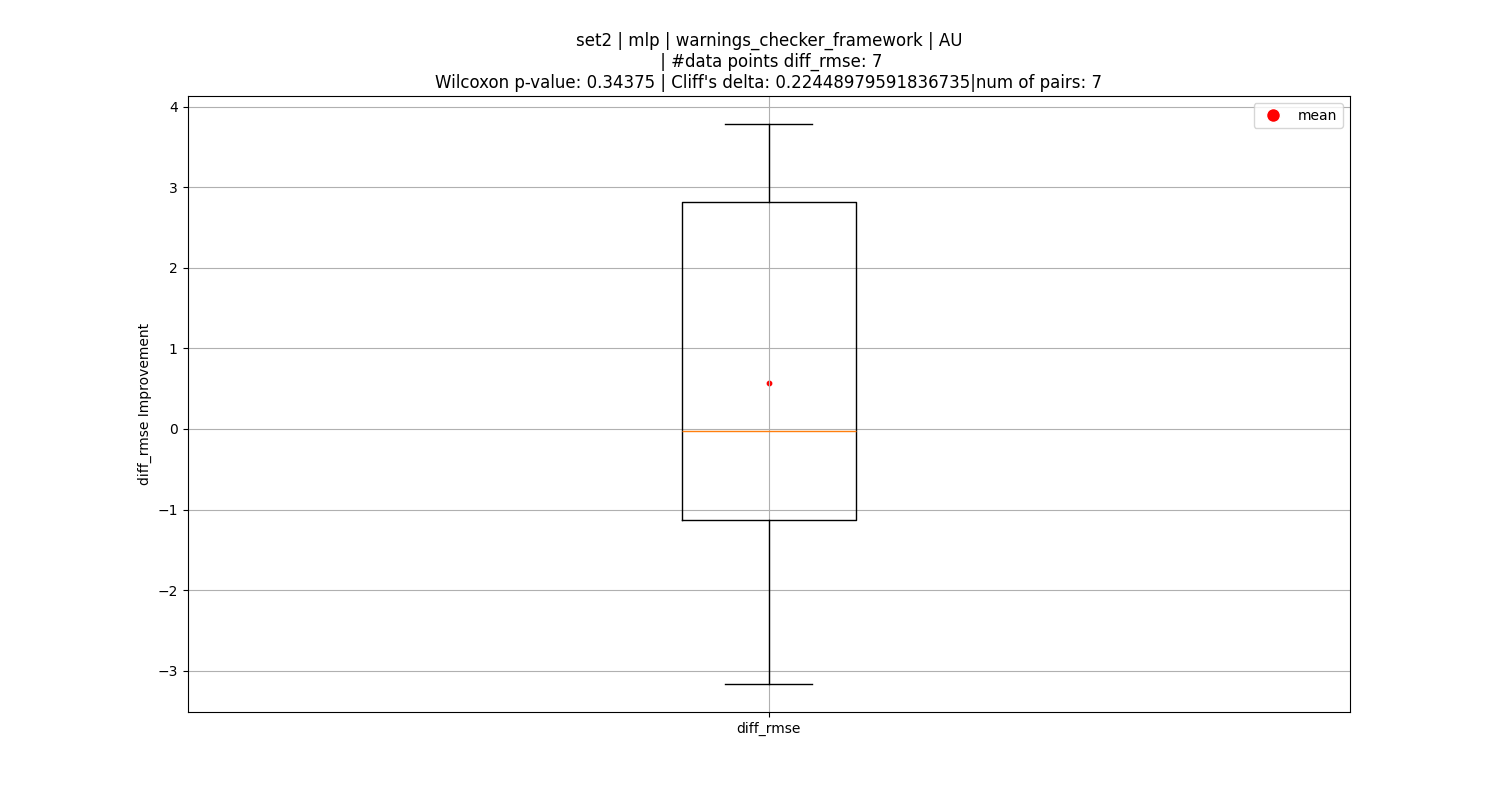 set2 | mlp | warnings_checker_framework | AU
| #data points diff_rmse: 7
Wilcoxon p-value: 0.34375 | Cliff's delta: 0.22448979591836735|num of pairs: 7
mean
4
3
2
1
0
−1
−2
−3
diff_rmse Improvement
diff_rmse